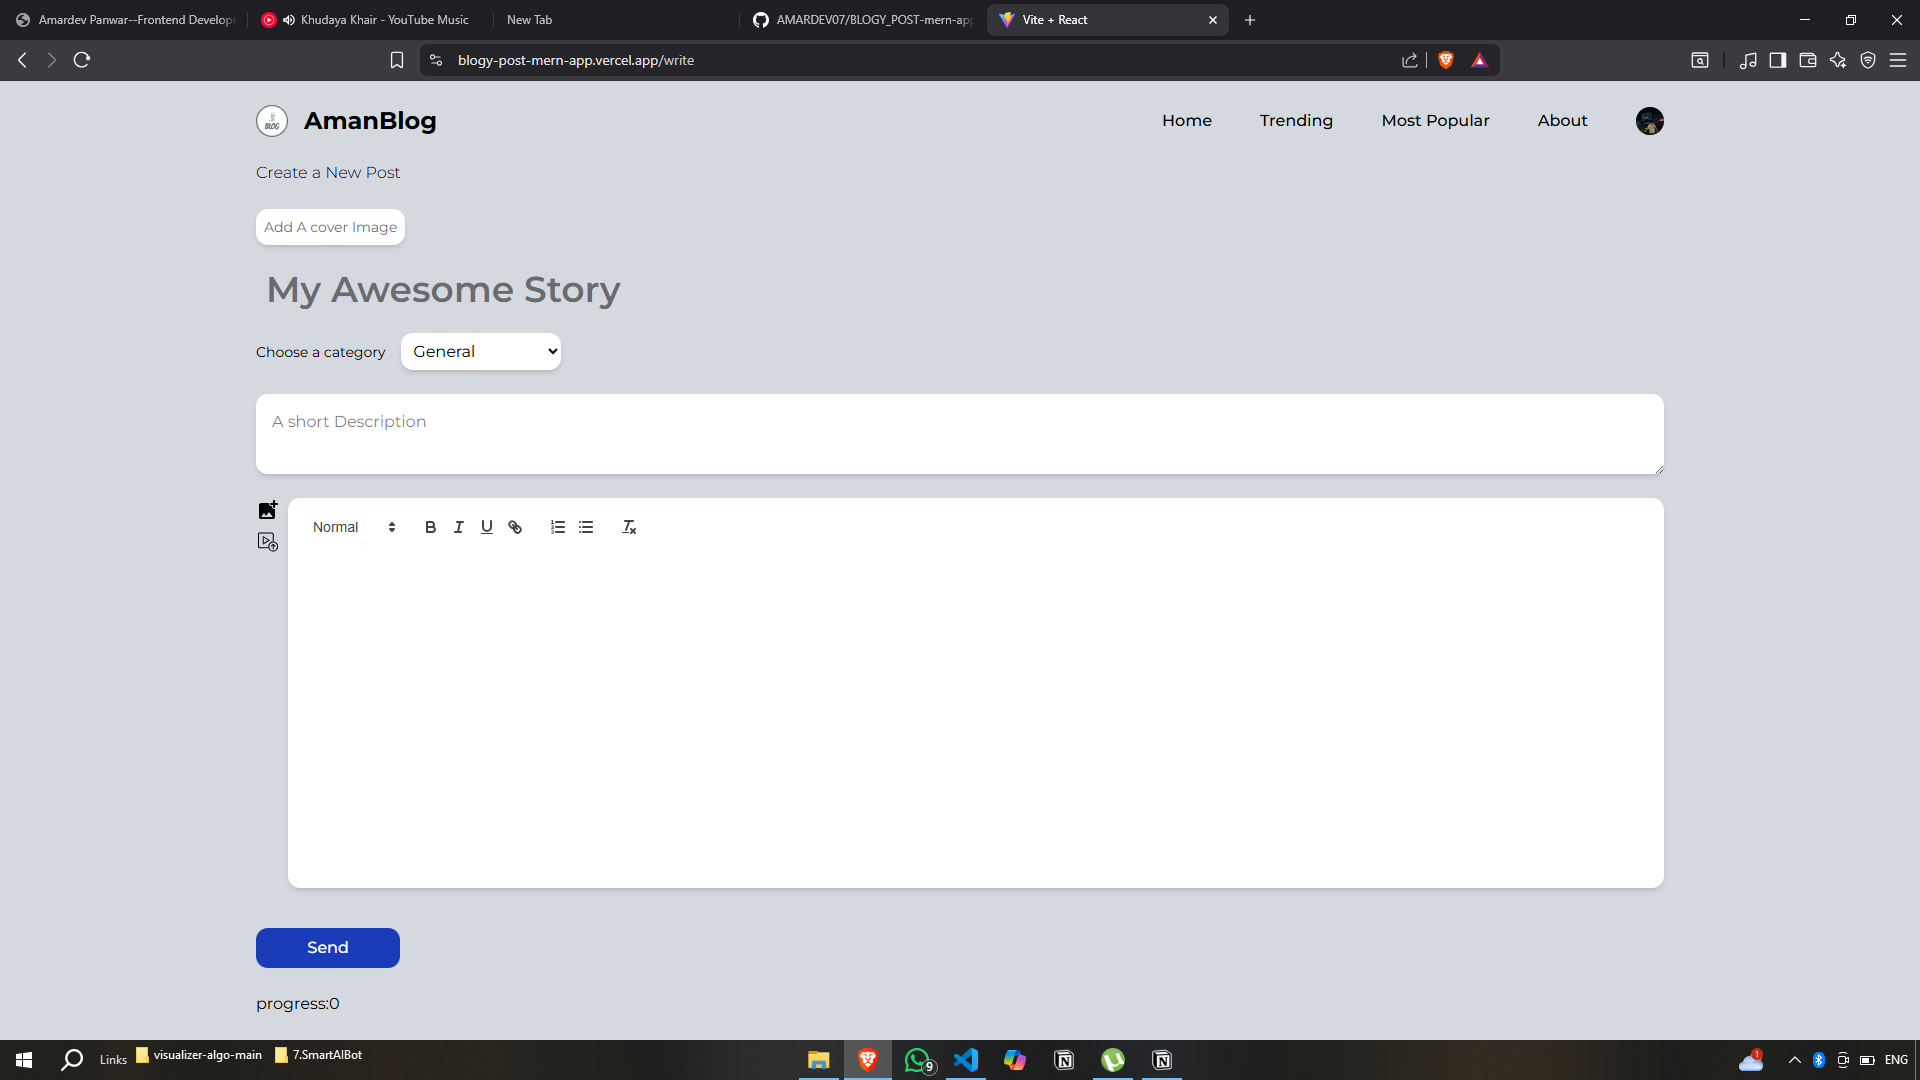 Amardev Panwar--Frontend Develop
Khudaya Khair - YouTube Music
New Tab
AMARDEV07/BLOGY_POST-mern-app
Vite + React
blogy-post-mern-app.vercel.app/write
BLOG
AmanBlog
Home
Trending
Most Popular
About
Create a New Post
Add A cover Image
My Awesome Story
Choose a category
General
A short Description
Normal
Send
progress:0
Links
visualizer-algo-main
7.SmartAIBot
9
1
ENG